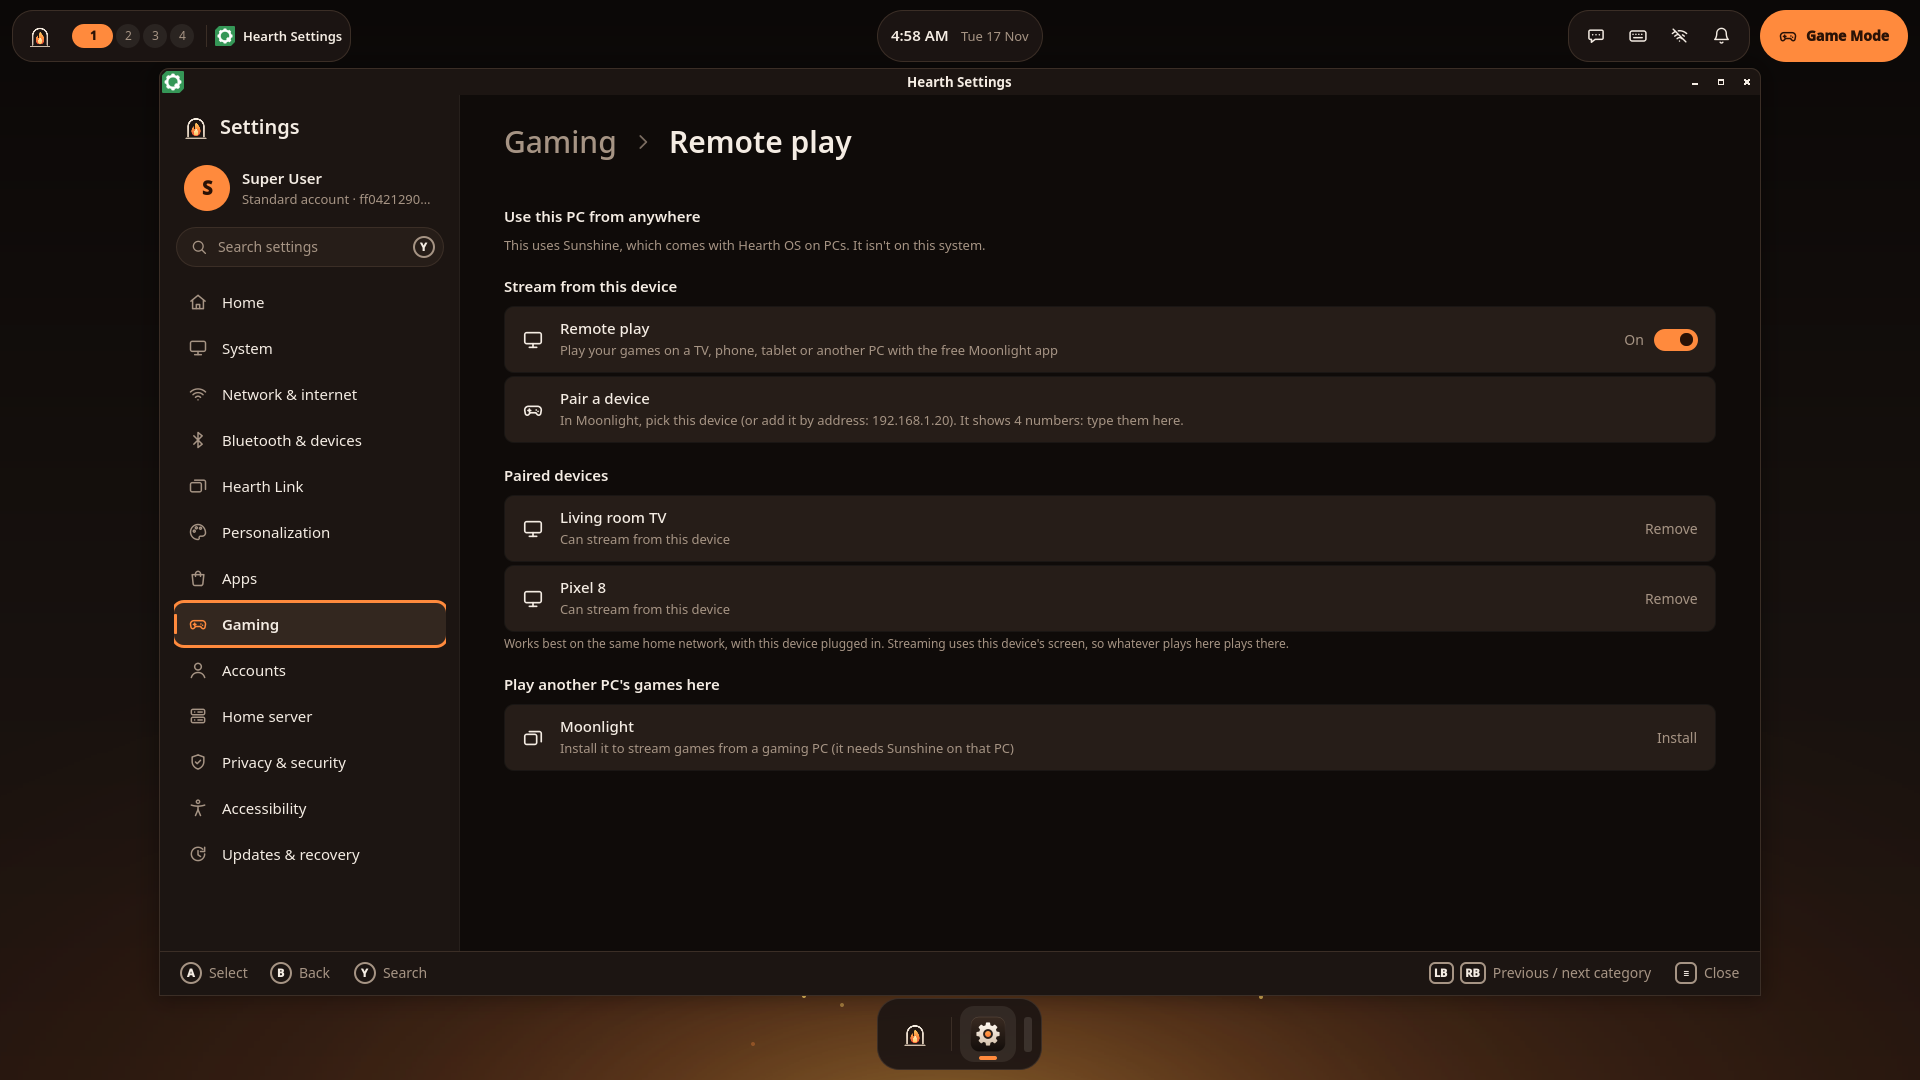 1 2 3 4 Hearth Settings
4:58 AM Tue 17 Nov
Game Mode
Hearth Settings
Settings
S
Super User
Standard account · ff0421290...
Search settings Y
Home
System
Network & internet
Bluetooth & devices
Hearth Link
Personalization
Apps
Gaming
Accounts
Home server
Privacy & security
Accessibility
Updates & recovery
Gaming > Remote play
Use this PC from anywhere
This uses Sunshine, which comes with Hearth OS on PCs. It isn't on this system.
Stream from this device
Remote play
Play your games on a TV, phone, tablet or another PC with the free Moonlight app
On
Pair a device
In Moonlight, pick this device (or add it by address: 192.168.1.20). It shows 4 numbers: type them here.
Paired devices
Living room TV
Can stream from this device
Remove
Pixel 8
Can stream from this device
Remove
Works best on the same home network, with this device plugged in. Streaming uses this device's screen, so whatever plays here plays there.
Play another PC's games here
Moonlight
Install it to stream games from a gaming PC (it needs Sunshine on that PC)
Install
A Select B Back Y Search
LB RB Previous / next category ≡ Close